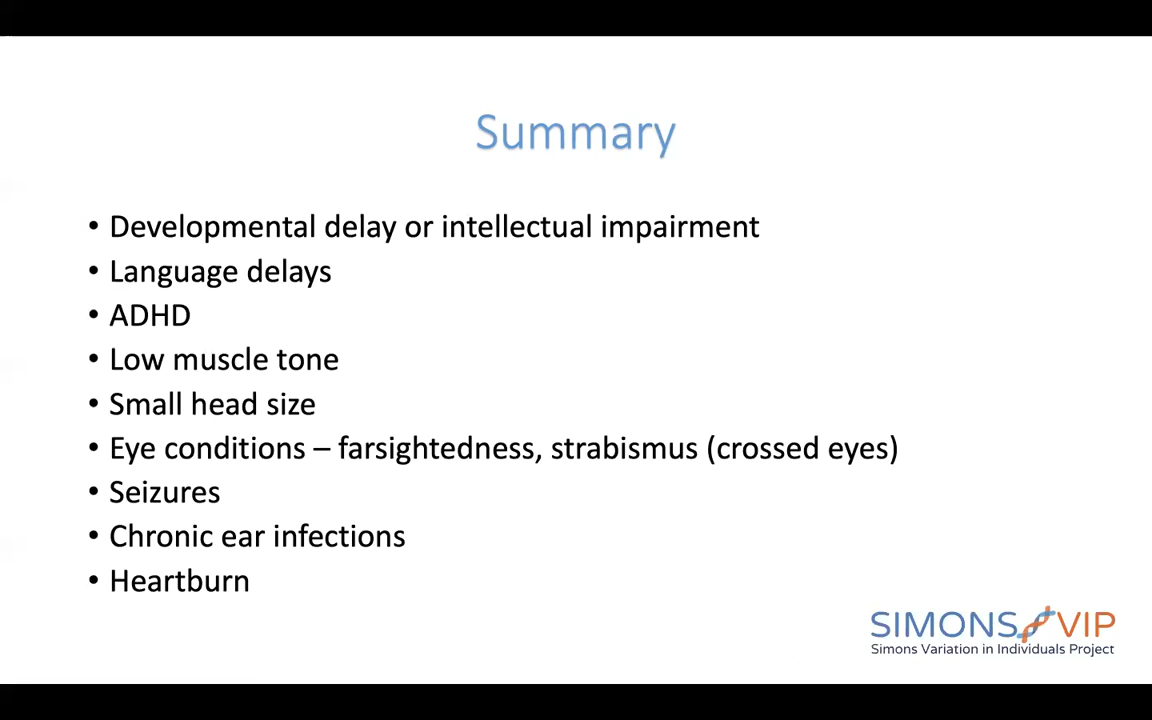 Summary
• Developmental delay or intellectual impairment
• Language delays
• ADHD
• Low muscle tone
• Small head size
• Eye conditions – farsightedness, strabismus (crossed eyes)
• Seizures
• Chronic ear infections
• Heartburn
SIMONS VIP
Simons Variation in Individuals Project